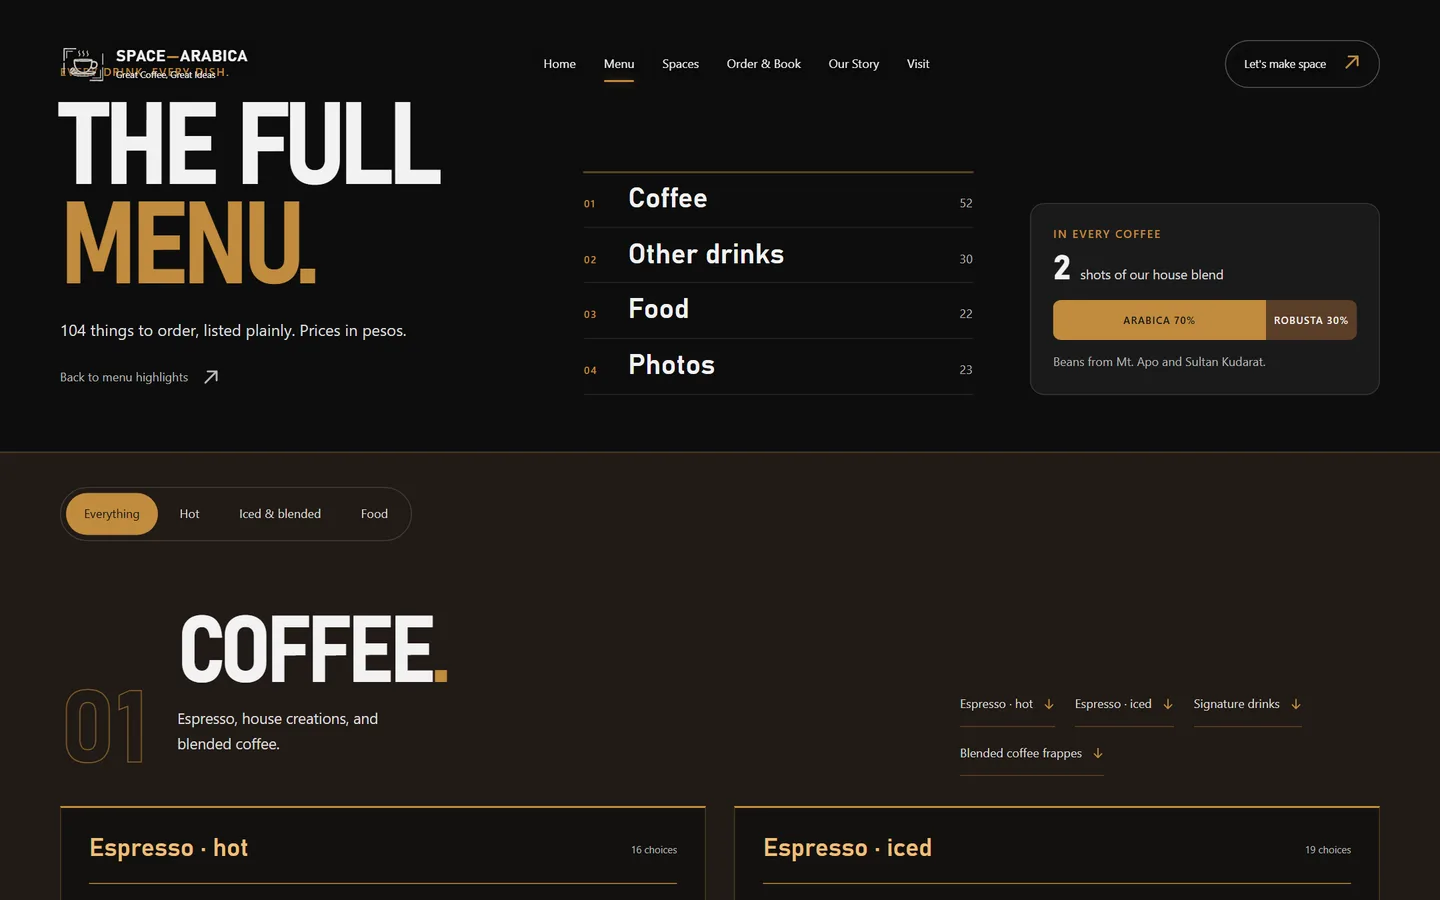 SPACE—ARABICA
Great Coffee, Great Ideas
EVERY DRINK. EVERY DISH.
Home
Menu
Spaces
Order & Book
Our Story
Visit
Let's make space
THE FULL
MENU.
104 things to order, listed plainly. Prices in pesos.
Back to menu highlights
01 Coffee 52
02 Other drinks 30
03 Food 22
04 Photos 23
IN EVERY COFFEE
2 shots of our house blend
ARABICA 70% ROBUSTA 30%
Beans from Mt. Apo and Sultan Kudarat.
Everything
Hot
Iced & blended
Food
01
COFFEE.
Espresso, house creations, and
blended coffee.
Espresso · hot
Espresso · iced
Signature drinks
Blended coffee frappes
Espresso · hot 16 choices
Espresso · iced 19 choices